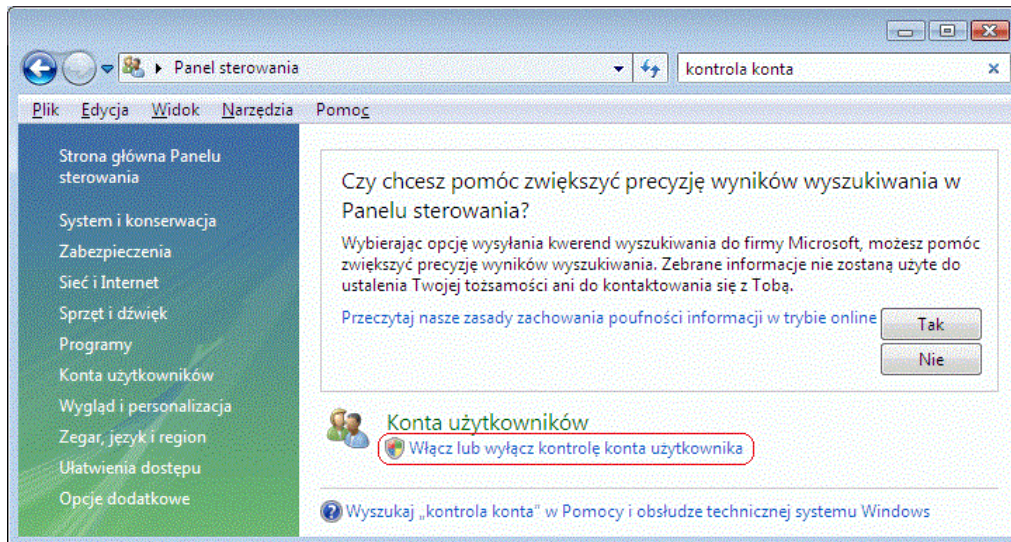 Panel sterowania
kontrola konta
Plik Edycja Widok Narzędzia Pomoc
Strona główna Panelu
sterowania
System i konserwacja
Zabezpieczenia
Sieć i Internet
Sprzęt i dźwięk
Programy
Konta użytkowników
Wygląd i personalizacja
Zegar, język i region
Ułatwienia dostępu
Opcje dodatkowe
Czy chcesz pomóc zwiększyć precyzję wyników wyszukiwania w
Panelu sterowania?
Wybierając opcję wysyłania kwerend wyszukiwania do firmy Microsoft, możesz pomóc
zwiększyć precyzję wyników wyszukiwania. Zebrane informacje nie zostaną użyte do
ustalenia Twojej tożsamości ani do kontaktowania się z Tobą.
Przeczytaj nasze zasady zachowania poufności informacji w trybie online
Tak
Nie
Konta użytkowników
Włącz lub wyłącz kontrolę konta użytkownika
Wyszukaj „kontrola konta" w Pomocy i obsłudze technicznej systemu Windows